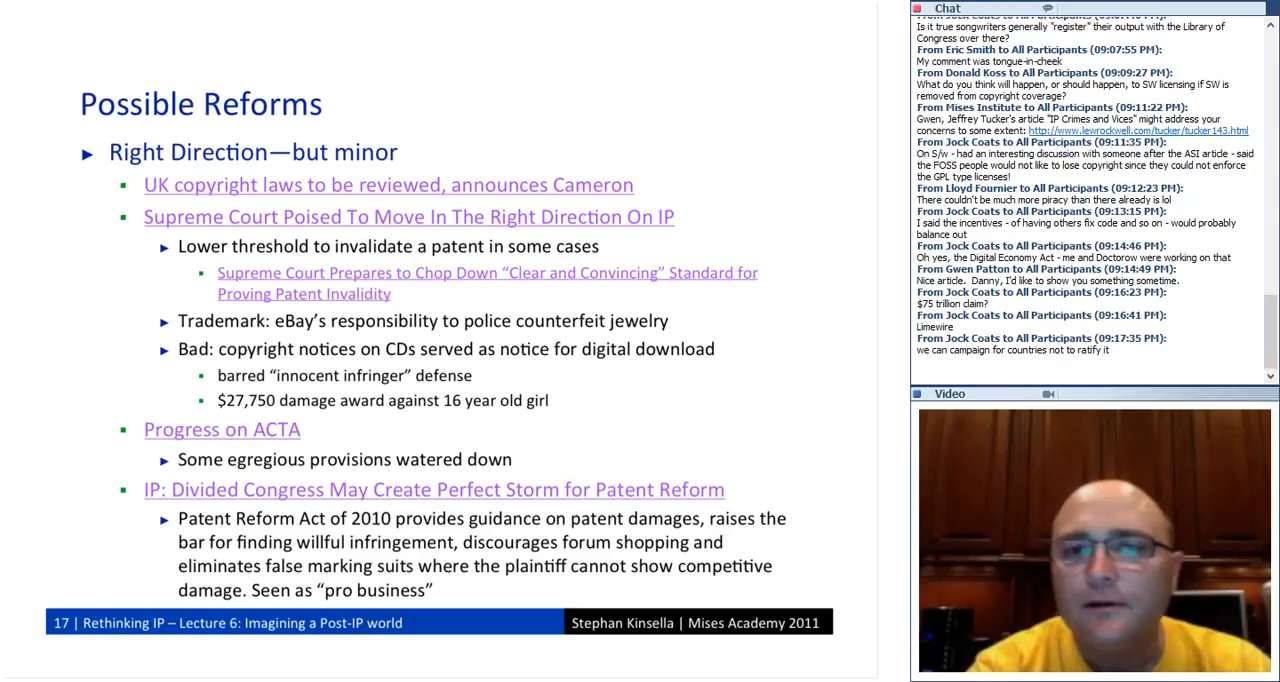 Possible Reforms
► Right Direction—but minor
▪ UK copyright laws to be reviewed, announces Cameron
▪ Supreme Court Poised To Move In The Right Direction On IP
► Lower threshold to invalidate a patent in some cases
▪ Supreme Court Prepares to Chop Down “Clear and Convincing” Standard for
Proving Patent Invalidity
► Trademark: eBay’s responsibility to police counterfeit jewelry
► Bad: copyright notices on CDs served as notice for digital download
▪ barred “innocent infringer” defense
▪ $27,750 damage award against 16 year old girl
▪ Progress on ACTA
► Some egregious provisions watered down
▪ IP: Divided Congress May Create Perfect Storm for Patent Reform
► Patent Reform Act of 2010 provides guidance on patent damages, raises the
bar for finding willful infringement, discourages forum shopping and
eliminates false marking suits where the plaintiff cannot show competitive
damage. Seen as “pro business”
17 | Rethinking IP – Lecture 6: Imagining a Post-IP world
Stephan Kinsella | Mises Academy 2011
Chat
From Jock Coats to All Participants
Is it true songwriters generally "register" their output with the Library of
Congress over there?
From Eric Smith to All Participants (09:07:55 PM):
My comment was tongue-in-cheek
From Donald Koss to All Participants (09:09:27 PM):
What do you think will happen, or should happen, to SW licensing if SW is
removed from copyright coverage?
From Mises Institute to All Participants (09:11:22 PM):
Gwen, Jeffrey Tucker's article "IP Crimes and Vices" might address your
concerns to some extent: http://www.lewrockwell.com/tucker/tucker143.html
From Jock Coats to All Participants (09:11:35 PM):
On S/w - had an interesting discussion with someone after the ASI article - said
the FOSS people would not like to lose copyright since they could not enforce
the GPL type licenses!
From Lloyd Fournier to All Participants (09:12:23 PM):
There couldn't be much more piracy than there already is lol
From Jock Coats to All Participants (09:13:15 PM):
I said the incentives - of having others fix code and so on - would probably
balance out
From Jock Coats to All Participants (09:14:46 PM):
Oh yes, the Digital Economy Act - me and Doctorow were working on that
From Gwen Patton to All Participants (09:14:49 PM):
Nice article.  Danny, I'd like to show you something sometime.
From Jock Coats to All Participants (09:16:23 PM):
$75 trillion claim?
From Jock Coats to All Participants (09:16:41 PM):
Limewire
From Jock Coats to All Participants (09:17:35 PM):
we can campaign for countries not to ratify it
Video